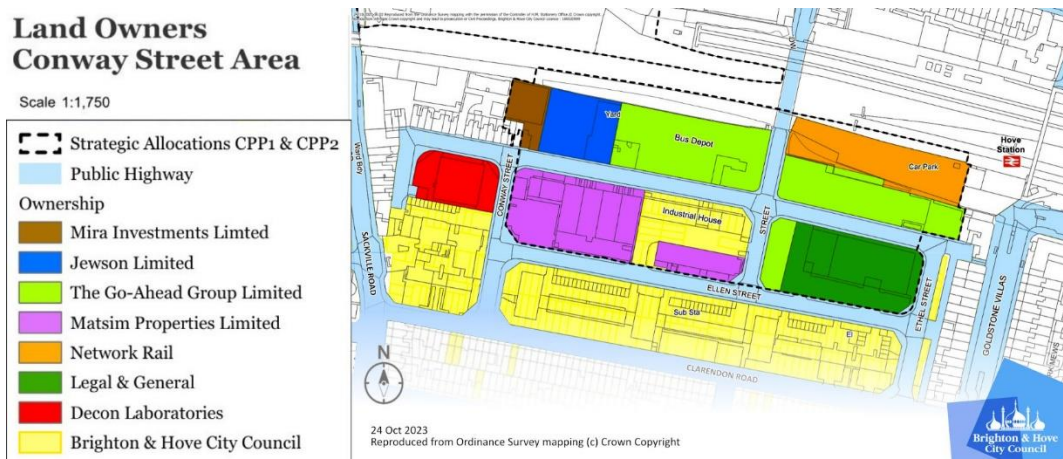 Land Owners
Conway Street Area
Scale 1:1,750
Strategic Allocations CPP1 & CPP2
Public Highway
Ownership
Mira Investments Limted
Jewson Limited
The Go-Ahead Group Limited
Matsim Properties Limited
Network Rail
Legal & General
Decon Laboratories
Brighton & Hove City Council
Yard
Bus Depot
Hove
Station
Car Park
CONWAY STREET
Industrial House
STREET
SACKVILLE ROAD
ELLEN STREET
ETHEL STREET
GOLDSTONE VILLAS
Sub Sta
El
CLARENDON ROAD
MEWS
N
24 Oct 2023
Reproduced from Ordinance Survey mapping (c) Crown Copyright
Brighton & Hove
City Council